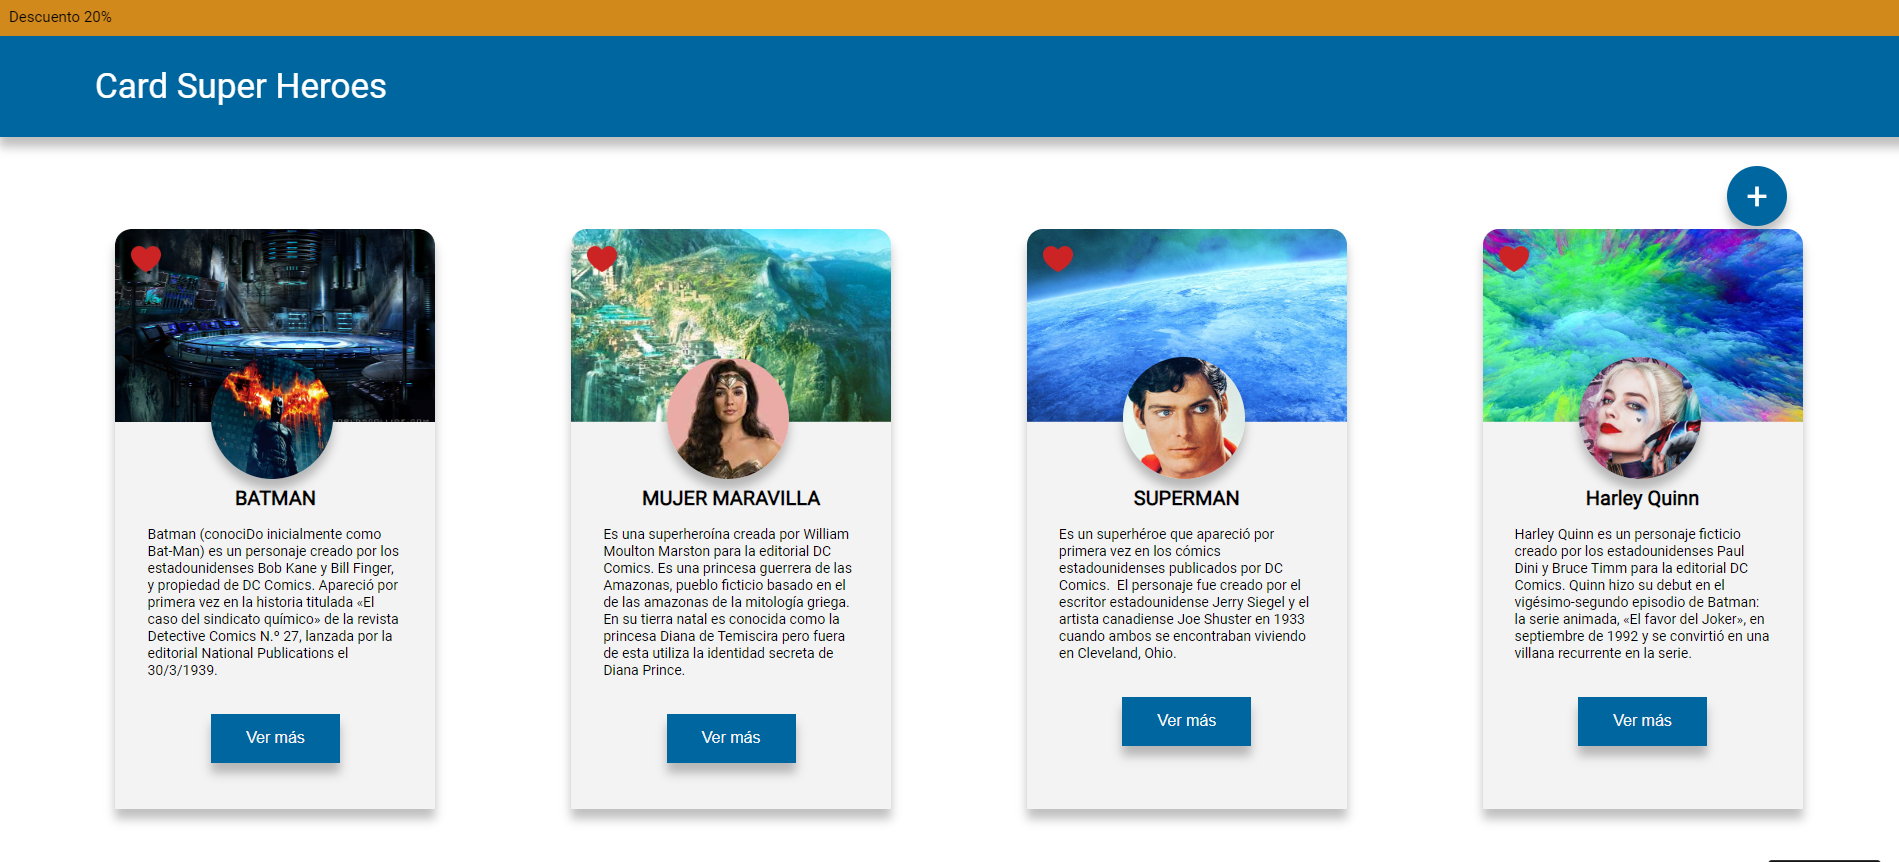 Descuento 20%
Card Super Heroes
+
BATMAN
Batman (conociDo inicialmente como
Bat-Man) es un personaje creado por los
estadounidenses Bob Kane y Bill Finger,
y propiedad de DC Comics. Apareció por
primera vez en la historia titulada «El
caso del sindicato químico» de la revista
Detective Comics N.º 27, lanzada por la
editorial National Publications el
30/3/1939.
Ver más
MUJER MARAVILLA
Es una superheroína creada por William
Moulton Marston para la editorial DC
Comics. Es una princesa guerrera de las
Amazonas, pueblo ficticio basado en el
de las amazonas de la mitología griega.
En su tierra natal es conocida como la
princesa Diana de Temiscira pero fuera
de esta utiliza la identidad secreta de
Diana Prince.
Ver más
SUPERMAN
Es un superhéroe que apareció por
primera vez en los cómics
estadounidenses publicados por DC
Comics.  El personaje fue creado por el
escritor estadounidense Jerry Siegel y el
artista canadiense Joe Shuster en 1933
cuando ambos se encontraban viviendo
en Cleveland, Ohio.
Ver más
Harley Quinn
Harley Quinn es un personaje ficticio
creado por los estadounidenses Paul
Dini y Bruce Timm para la editorial DC
Comics. Quinn hizo su debut en el
vigésimo-segundo episodio de Batman:
la serie animada, «El favor del Joker», en
septiembre de 1992 y se convirtió en una
villana recurrente en la serie.
Ver más